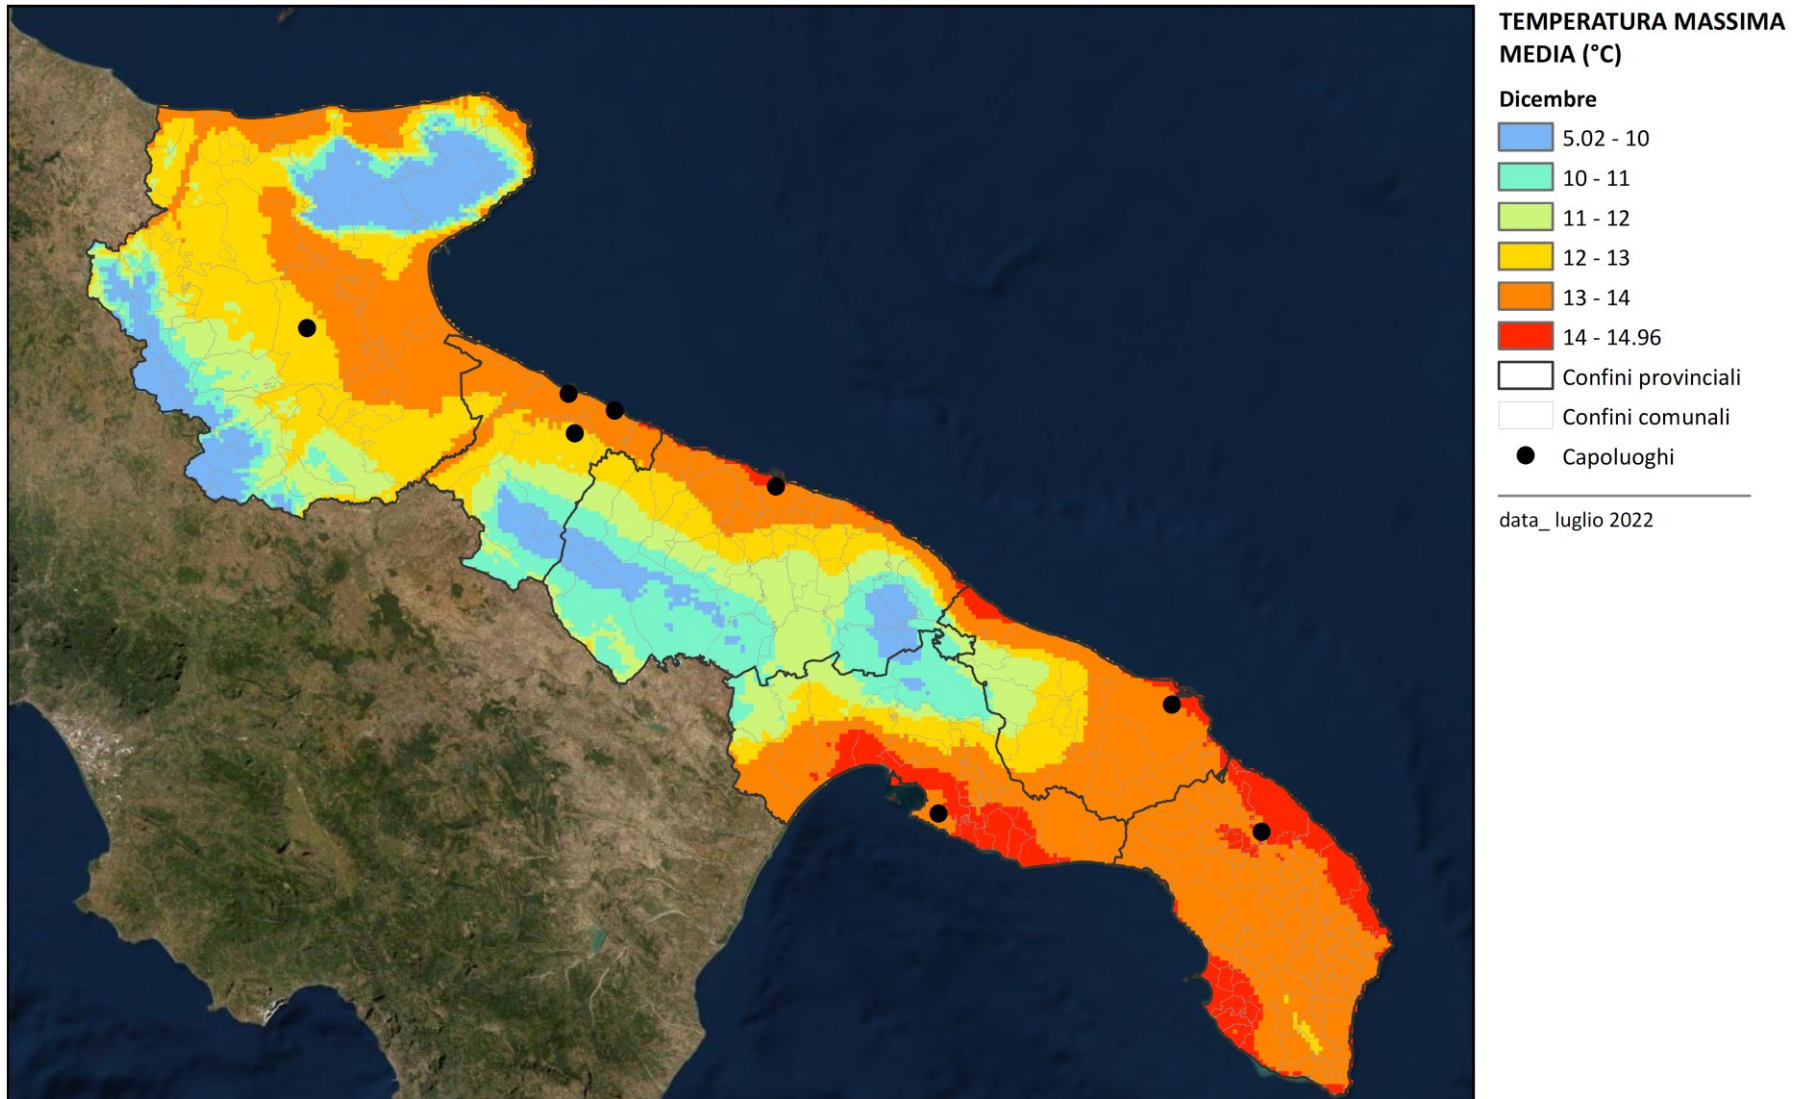 TEMPERATURA MASSIMA
MEDIA (°C)
Dicembre
5.02 - 10
10 - 11
11 - 12
12 - 13
13 - 14
14 - 14.96
Confini provinciali
Confini comunali
Capoluoghi
data_ luglio 2022